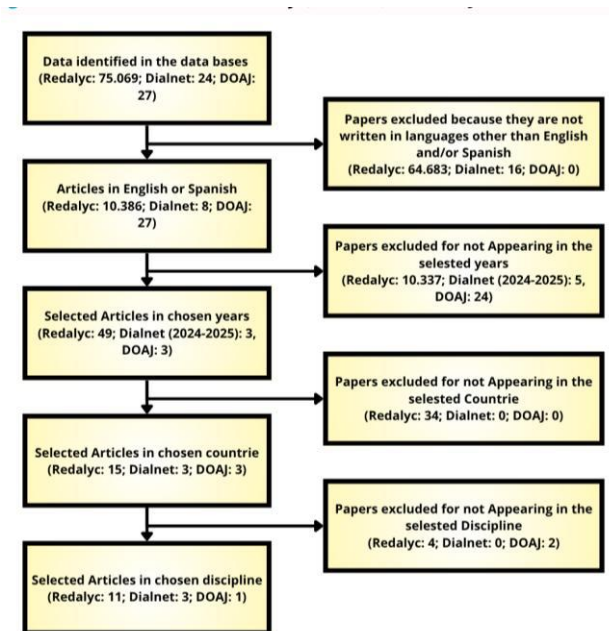 Data identified in the data bases
(Redalyc: 75.069; Dialnet: 24; DOAJ:
27)
Papers excluded because they are not
written in languages other than English
and/or Spanish
(Redalyc: 64.683; Dialnet: 16; DOAJ: 0)
Articles in English or Spanish
(Redalyc: 10.386; Dialnet: 8; DOAJ:
27)
Papers excluded for not Appearing in the
selested years
(Redalyc: 10.337; Dialnet (2024-2025): 5,
DOAJ: 24)
Selected Articles in chosen years
(Redalyc: 49; Dialnet (2024-2025): 3,
DOAJ: 3)
Papers excluded for not Appearing in the
selested Countrie
(Redalyc: 34; Dialnet: 0; DOAJ: 0)
Selected Articles in chosen countrie
(Redalyc: 15; Dialnet: 3; DOAJ: 3)
Papers excluded for not Appearing in the
selested Discipline
(Redalyc: 4; Dialnet: 0; DOAJ: 2)
Selected Articles in chosen discipline
(Redalyc: 11; Dialnet: 3; DOAJ: 1)